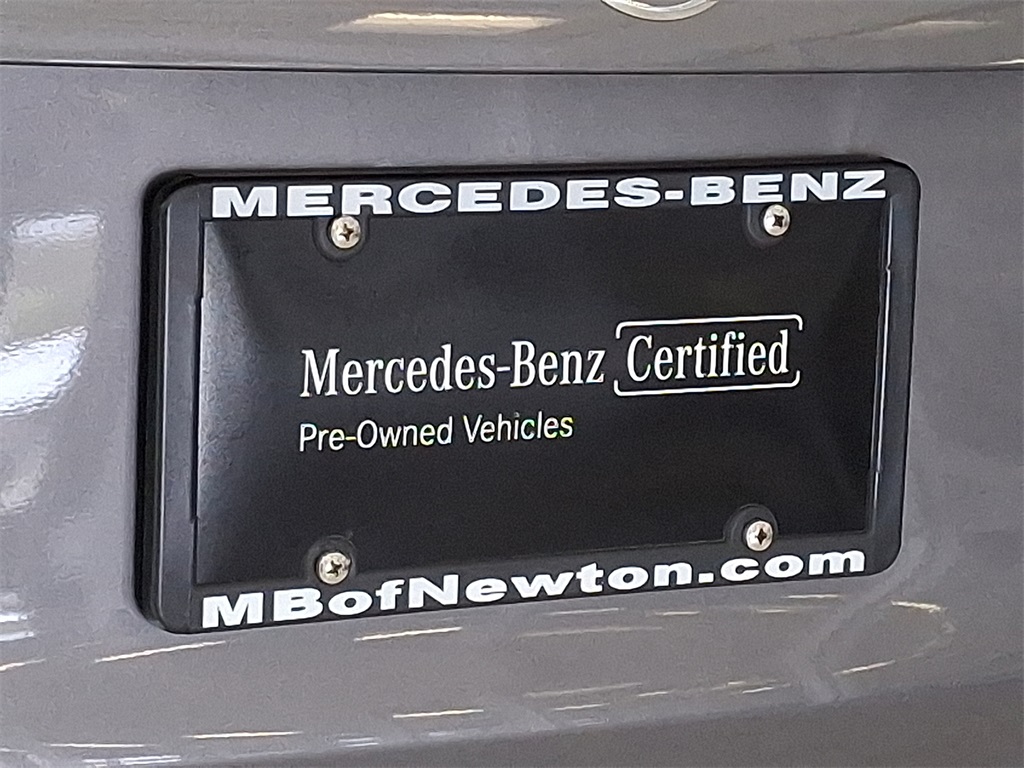 MERCEDES-BENZ
Mercedes-Benz Certified
Pre-Owned Vehicles
MBofNewton.com